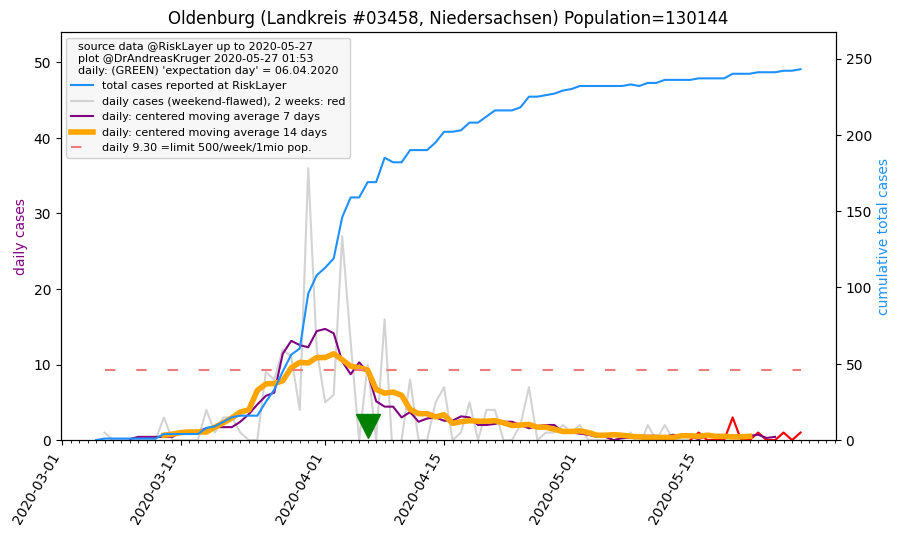 Oldenburg (Landkreis #03458, Niedersachsen) Population=130144
source data @RiskLayer up to 2020-05-27
plot @DrAndreasKruger 2020-05-27 01:53
daily: (GREEN) 'expectation day' = 06.04.2020
total cases reported at RiskLayer
daily cases (weekend-flawed), 2 weeks: red
daily: centered moving average 7 days
daily: centered moving average 14 days
daily 9.30 =limit 500/week/1mio pop.
daily cases
50
40
30
20
10
0
250
200
150
100
50
0
cumulative total cases
2020-03-01
2020-03-15
2020-04-01
2020-04-15
2020-05-01
2020-05-15